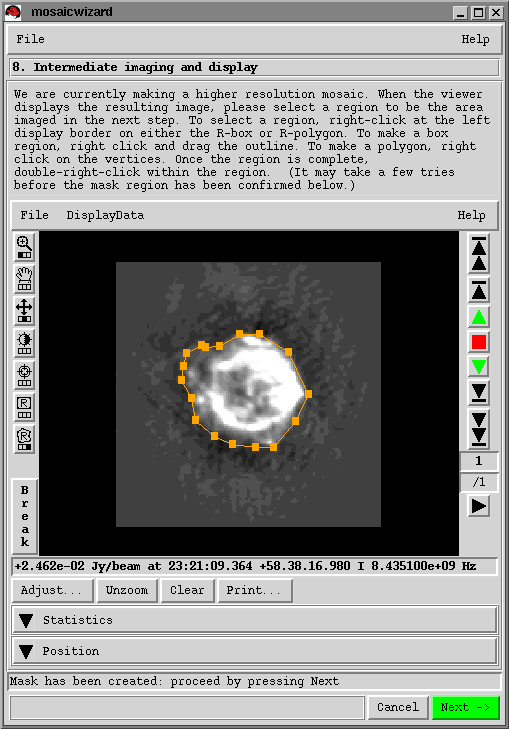 mosaicwizard
File Help
8. Intermediate imaging and display
We are currently making a higher resolution mosaic. When the viewer
displays the resulting image, please select a region to be the area
imaged in the next step. To select a region, right-click at the left
display border on either the R-box or R-polygon. To make a box
region, right click and drag the outline. To make a polygon, right
click on the vertices. Once the region is complete,
double-right-click within the region.  (It may take a few tries
before the mask region has been confirmed below.)
File DisplayData Help
R
R
1
/1
Break
+2.462e-02 Jy/beam at 23:21:09.364 +58.38.16.980 I 8.435100e+09 Hz
Adjust... Unzoom Clear Print...
Statistics
Position
Mask has been created: proceed by pressing Next
Cancel Next ->